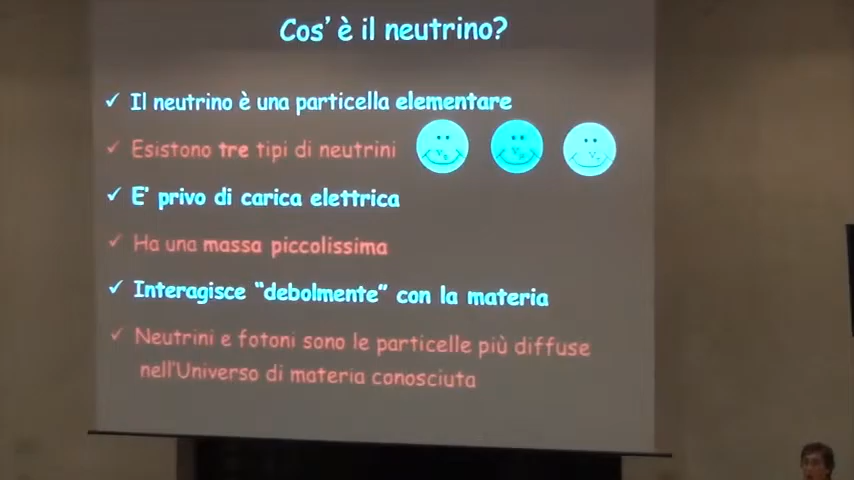 Cos' è il neutrino?
✓ Il neutrino è una particella elementare
✓ Esistono tre tipi di neutrini
✓ E' privo di carica elettrica
✓ Ha una massa piccolissima
✓ Interagisce “debolmente” con la materia
✓ Neutrini e fotoni sono le particelle più diffuse
nell'Universo di materia conosciuta